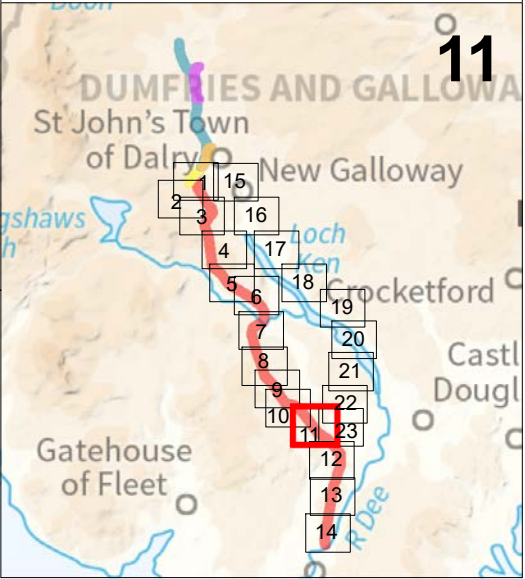 Doon
11
DUMFRIES AND GALLOWA
St John's Town
of Dalry
New Galloway
1
15
2
3
16
gshaws
h
Loch
Ken
4
17
5
18
6
Crocketford
19
7
20
8
21
Castl
Dougl
9
22
10
11
23
Gatehouse
of Fleet
12
13
14
R Dee